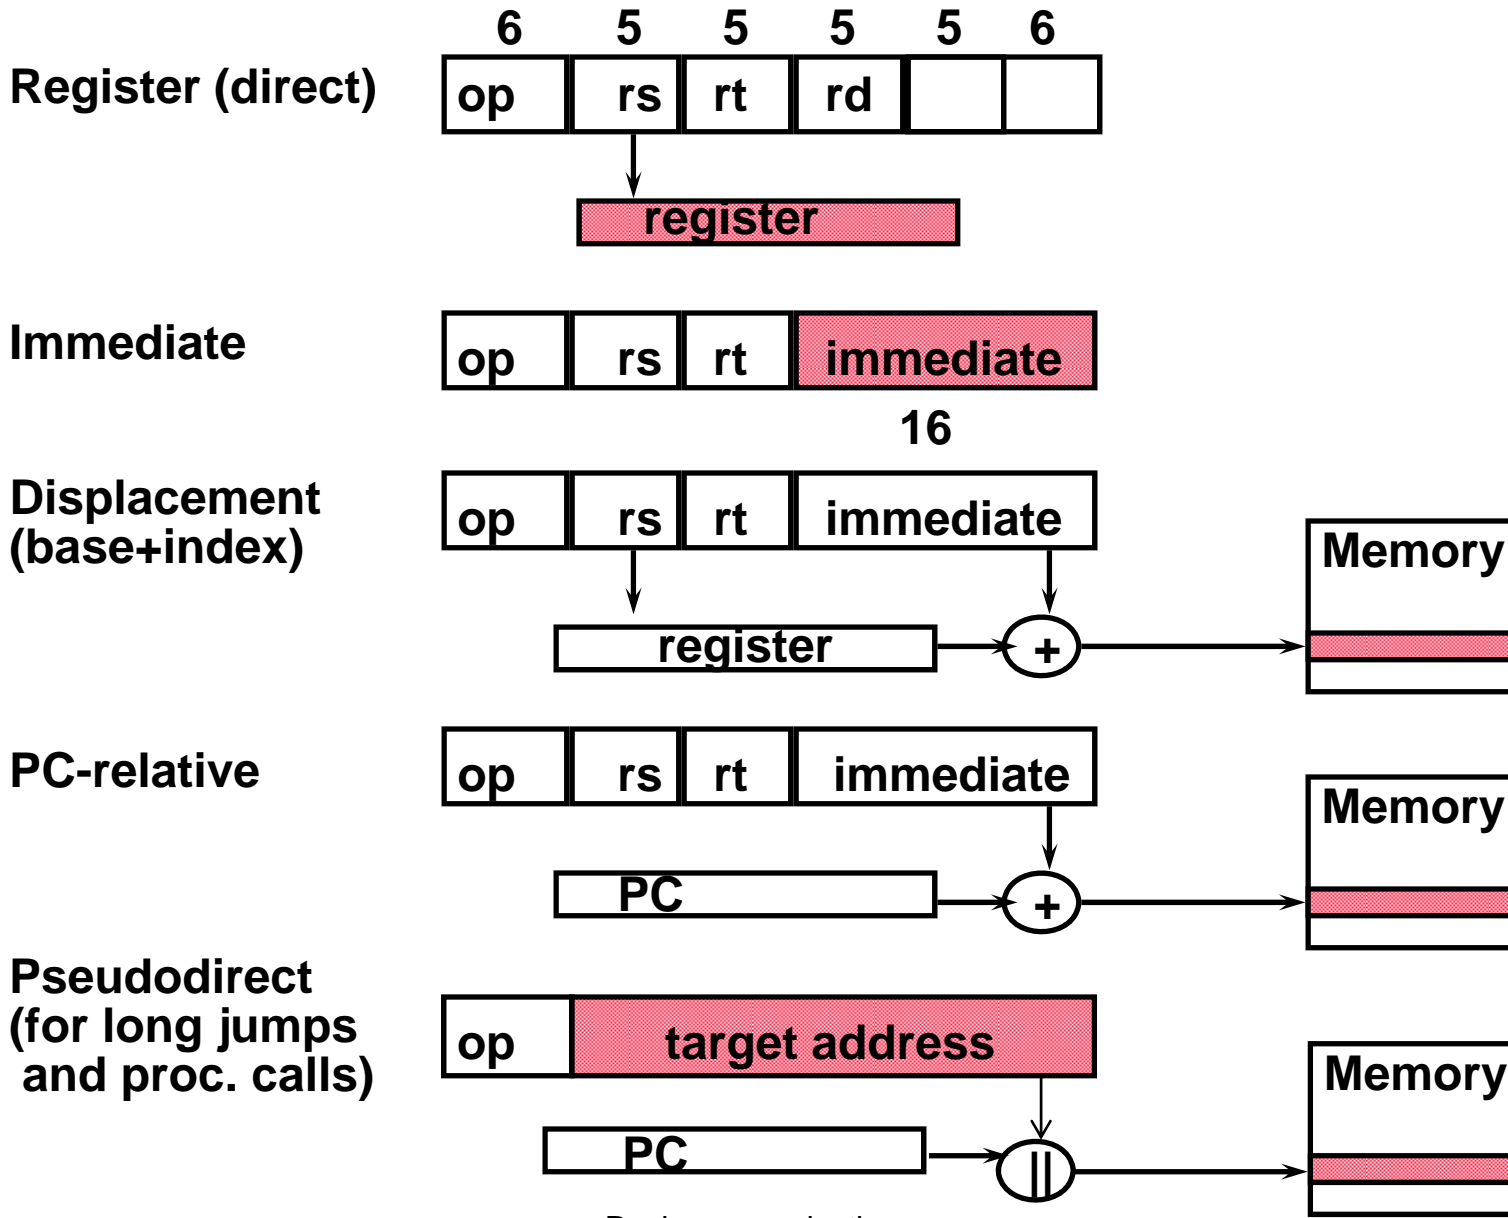 6 5 5 5 5 6
Register (direct) op rs rt rd
register
Immediate op rs rt immediate
16
Displacement
(base+index)
op rs rt immediate
Memory
register +
PC-relative op rs rt immediate
Memory
PC +
Pseudodirect
(for long jumps
and proc. calls)
op target address
Memory
PC ||